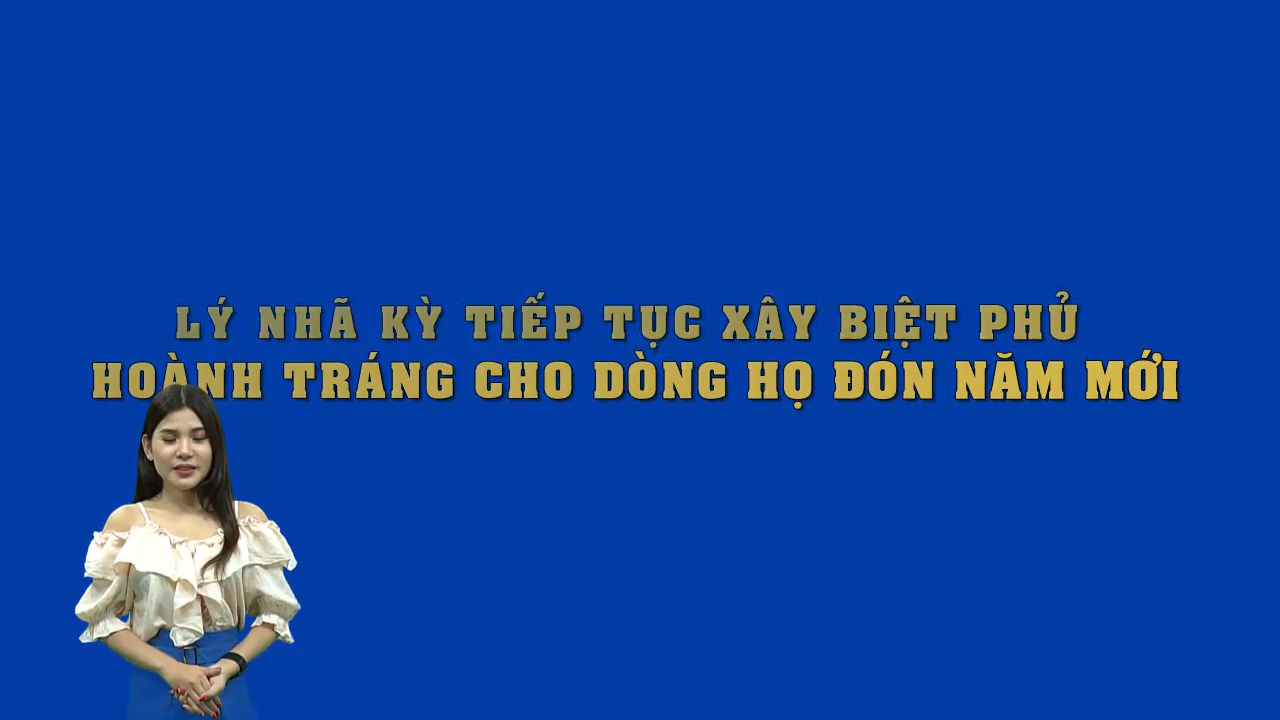 LÝ NHÃ KỲ TIẾP TỤC XÂY BIỆT PHỦ
HOÀNH TRÁNG CHO DÒNG HỌ ĐÓN NĂM MỚI